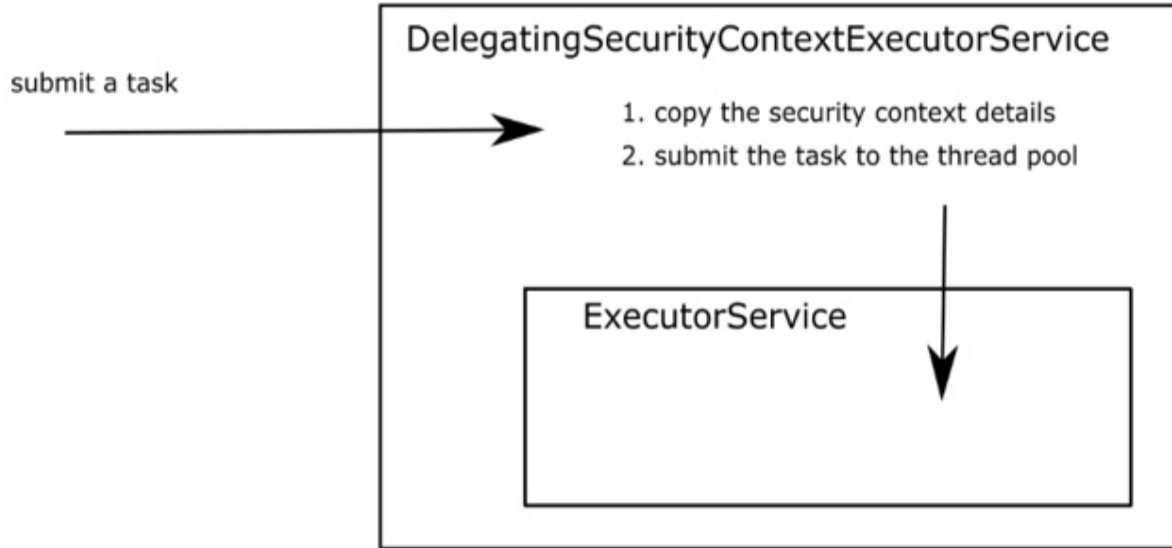 DelegatingSecurityContextExecutorService
submit a task
1. copy the security context details
2. submit the task to the thread pool
ExecutorService